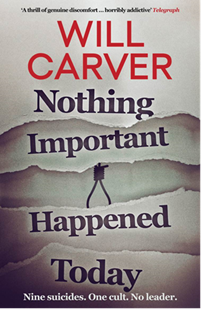 'A thrill of genuine discomfort ... horribly addictive' Telegraph
WILL
CARVER
Nothing
Important
Happened
Today
Nine suicides. One cult. No leader.